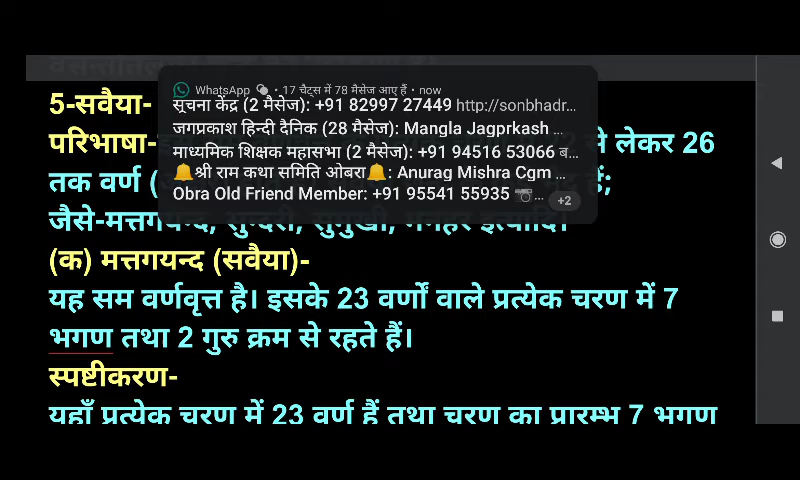 5-सवैया-
WhatsApp • 17 चैट्स में 78 मैसेज आए हैं • now
सूचना केंद्र (2 मैसेज): +91 82997 27449 http://sonbhadr...
जगप्रकाश हिन्दी दैनिक (28 मैसेज): Mangla Jagprkash ...
माध्यमिक शिक्षक महासभा (2 मैसेज): +91 94516 53066 ब...
🔔श्री राम कथा समिति ओबरा🔔: Anurag Mishra Cgm ...
Obra Old Friend Member: +91 95541 55935 📽...
+2
परिभाषा- से लेकर 26
तक वर्ण हैं;
जैसे-मत्तगयन्द, सुन्दरी, सुमुखी, मनहर इत्यादि।
(क) मत्तगयन्द (सवैया)-
यह सम वर्णवृत्त है। इसके 23 वर्णों वाले प्रत्येक चरण में 7
भगण तथा 2 गुरु क्रम से रहते हैं।
स्पष्टीकरण-
यहाँ प्रत्येक चरण में 23 वर्ण हैं तथा चरण का प्रारम्भ 7 भगण